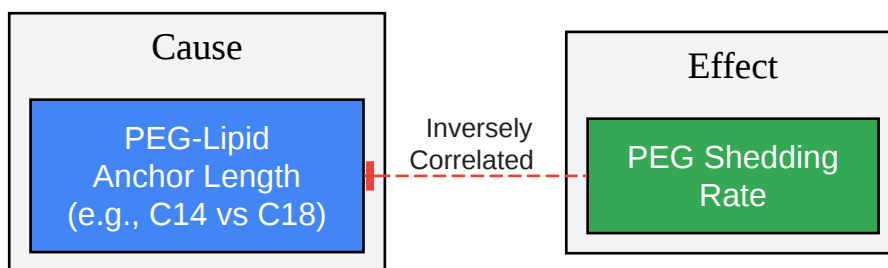 Cause
PEG-Lipid
Anchor Length
(e.g., C14 vs C18)
Inversely
Correlated
Effect
PEG Shedding
Rate